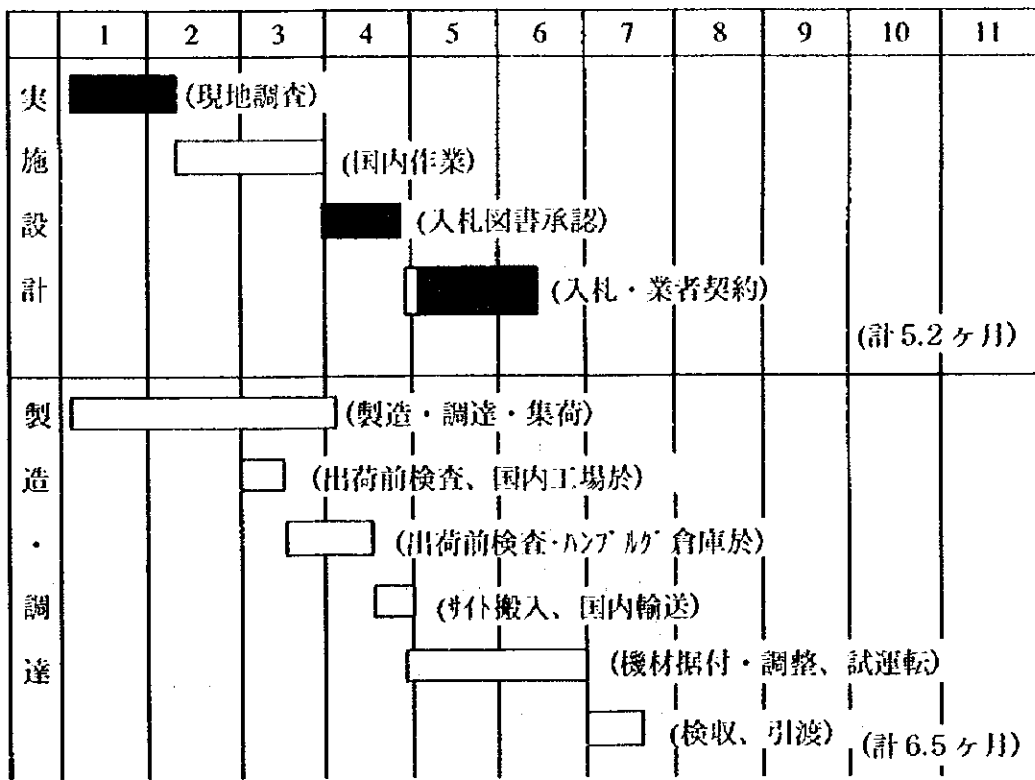 1 2 3 4 5 6 7 8 9 10 11
実施設計
(現地調査)
(国内作業)
(入札図書承認)
(入札・業者契約)
(計5.2ヶ月)
製造・調達
(製造・調達・集荷)
(出荷前検査、国内工場於)
(出荷前検査・ﾊﾝﾌﾞﾙｸﾞ倉庫於)
(ｻｲﾄ搬入、国内輸送)
(機材据付・調整、試運転)
(検収、引渡)
(計6.5ヶ月)